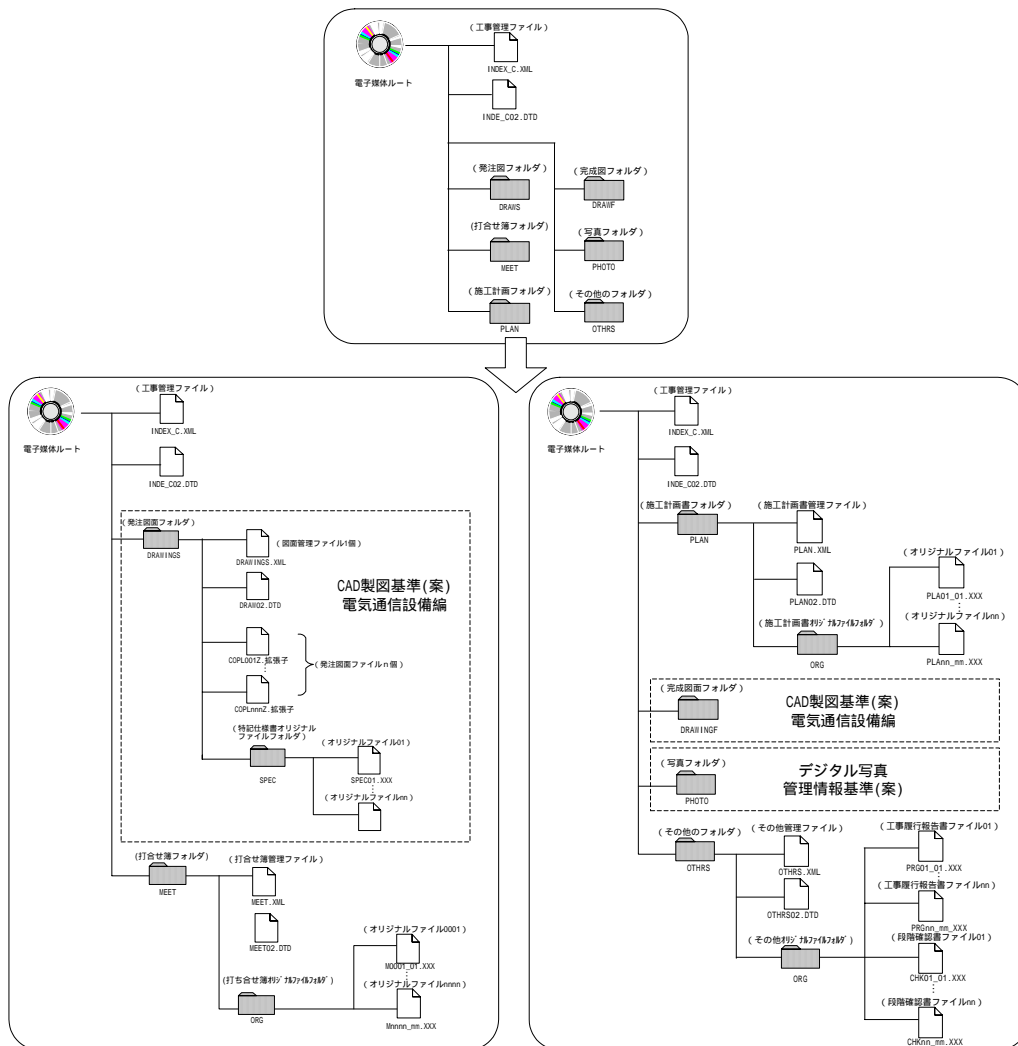 (工事管理ファイル)
INDEX_C.XML
電子媒体ルート
INDE_C02.DTD
(発注図フォルダ)
DRAWS
(完成図フォルダ)
DRAWF
(打合せ簿フォルダ)
MEET
(写真フォルダ)
PHOTO
(施工計画フォルダ)
PLAN
(その他のフォルダ)
OTHRS
(工事管理ファイル)
INDEX_C.XML
電子媒体ルート
INDE_C02.DTD
(発注図面フォルダ)
DRAWINGS
(図面管理ファイル1個)
DRAWINGS.XML
DRAW02.DTD
CAD製図基準(案)
電気通信設備編
COPL001Z.拡張子
(発注図面ファイルn個)
COPLnnnZ.拡張子
(特記仕様書オリジナル
ファイルフォルダ)
SPEC
(オリジナルファイル01)
SPEC01.XXX
(オリジナルファイルnn)
(打合せ簿フォルダ)
MEET
(打合せ簿管理ファイル)
MEET.XML
MEET02.DTD
(打ち合せ簿オリジナルファイルフォルダ)
ORG
(オリジナルファイル0001)
M0001_01.XXX
(オリジナルファイルnnnn)
Mnnnn_mm.XXX
(工事管理ファイル)
INDEX_C.XML
電子媒体ルート
INDE_C02.DTD
(施工計画書フォルダ)
PLAN
(施工計画書管理ファイル)
PLAN.XML
PLAN02.DTD
(施工計画書オリジナルファイルフォルダ)
ORG
(オリジナルファイル01)
PLA01_01.XXX
(オリジナルファイルnn)
PLAnn_mm.XXX
(完成図面フォルダ)
DRAWINGF
CAD製図基準(案)
電気通信設備編
(写真フォルダ)
PHOTO
デジタル写真
管理情報基準(案)
(その他のフォルダ)
OTHRS
(その他管理ファイル)
OTHRS.XML
OTHRS02.DTD
(その他オリジナルファイルフォルダ)
ORG
(工事履行報告書ファイル01)
PRG01_01.XXX
(工事履行報告書ファイルnn)
PRGnn_mm_XXX
(段階確認書ファイル01)
CHK01_01.XXX
(段階確認書ファイルnn)
CHKnn_mm.XXX